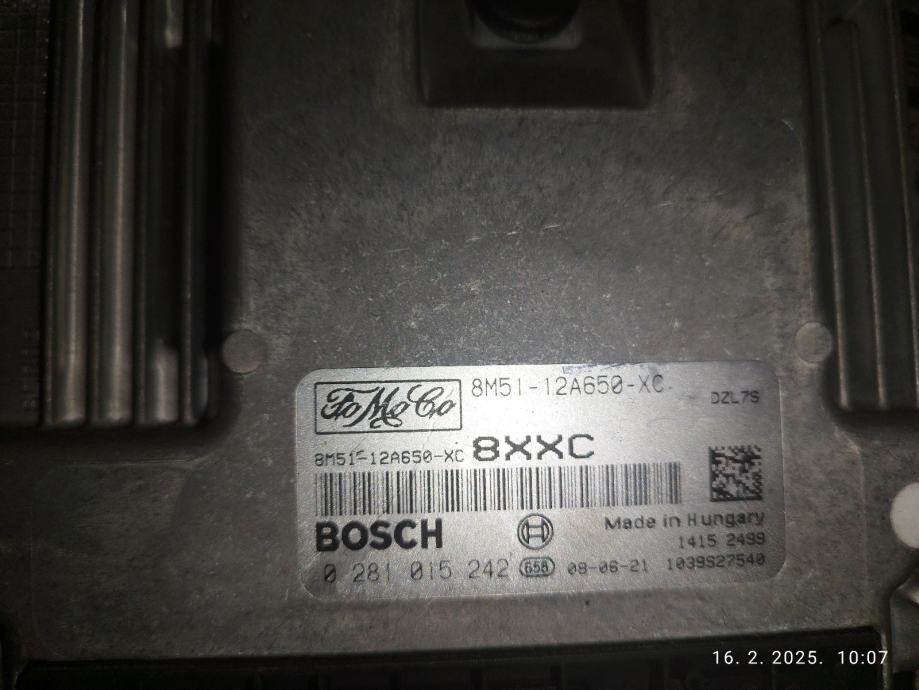 FoMoCo
8M51-12A650-XC
DZL7S
8M51-12A650-XC 8XXC
BOSCH
Made in Hungary
1415 2499
0 281 015 242 658 08-06-21 1039S27540
16. 2. 2025. 10:07